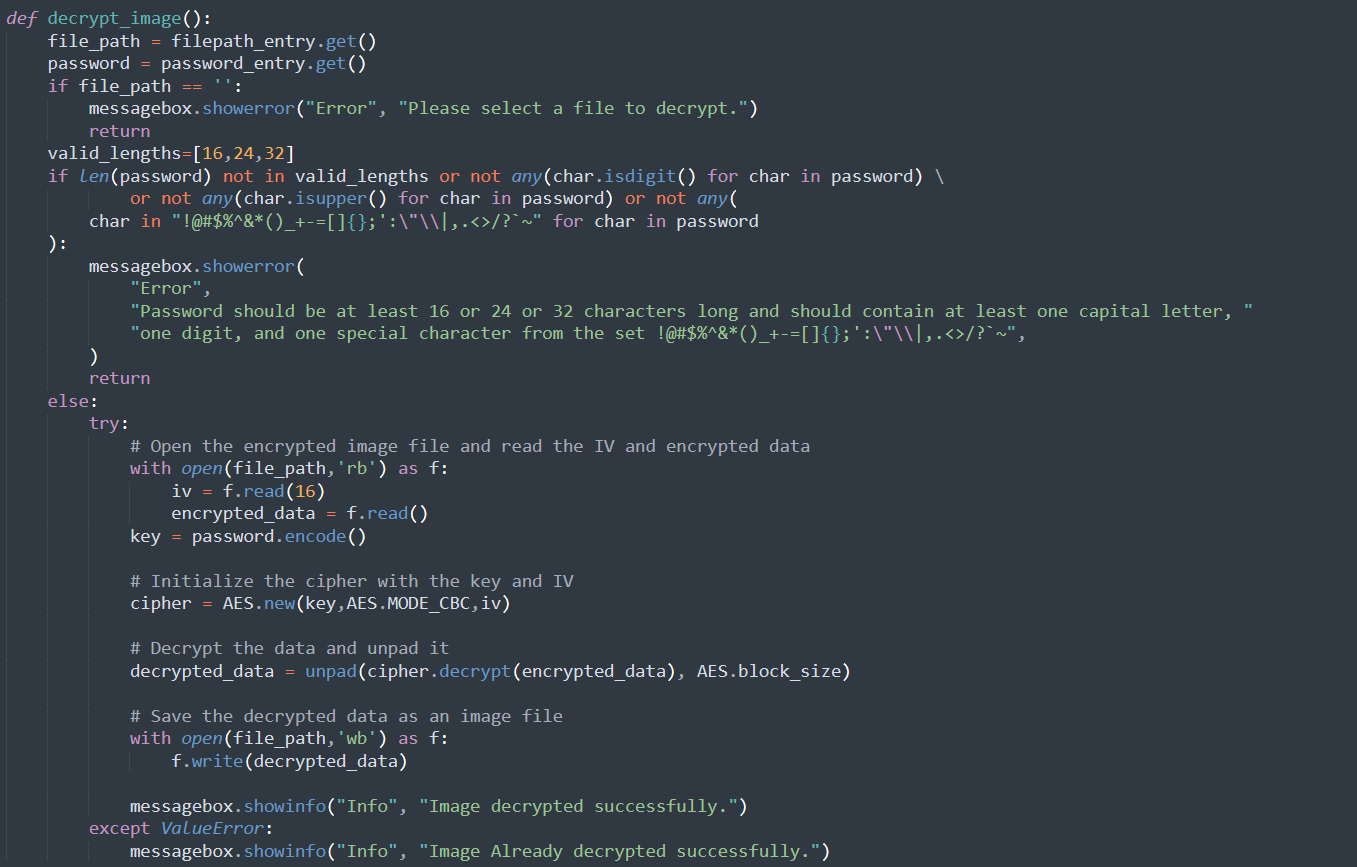 def decrypt_image():
    file_path = filepath_entry.get()
    password = password_entry.get()
    if file_path == '':
        messagebox.showerror("Error", "Please select a file to decrypt.")
        return
    valid_lengths=[16,24,32]
    if len(password) not in valid_lengths or not any(char.isdigit() for char in password) \
            or not any(char.isupper() for char in password) or not any(
        char in "!@#$%^&*()_+-=[]{};':\"\\|,.<>/?`~" for char in password
    ):
        messagebox.showerror(
            "Error",
            "Password should be at least 16 or 24 or 32 characters long and should contain at least one capital letter, "
            "one digit, and one special character from the set !@#$%^&*()_+-=[]{};':\"\\|,.<>/?`~",
        )
        return
    else:
        try:
            # Open the encrypted image file and read the IV and encrypted data
            with open(file_path,'rb') as f:
                iv = f.read(16)
                encrypted_data = f.read()
            key = password.encode()

            # Initialize the cipher with the key and IV
            cipher = AES.new(key,AES.MODE_CBC,iv)

            # Decrypt the data and unpad it
            decrypted_data = unpad(cipher.decrypt(encrypted_data), AES.block_size)

            # Save the decrypted data as an image file
            with open(file_path,'wb') as f:
                f.write(decrypted_data)

            messagebox.showinfo("Info", "Image decrypted successfully.")
        except ValueError:
            messagebox.showinfo("Info", "Image Already decrypted successfully.")